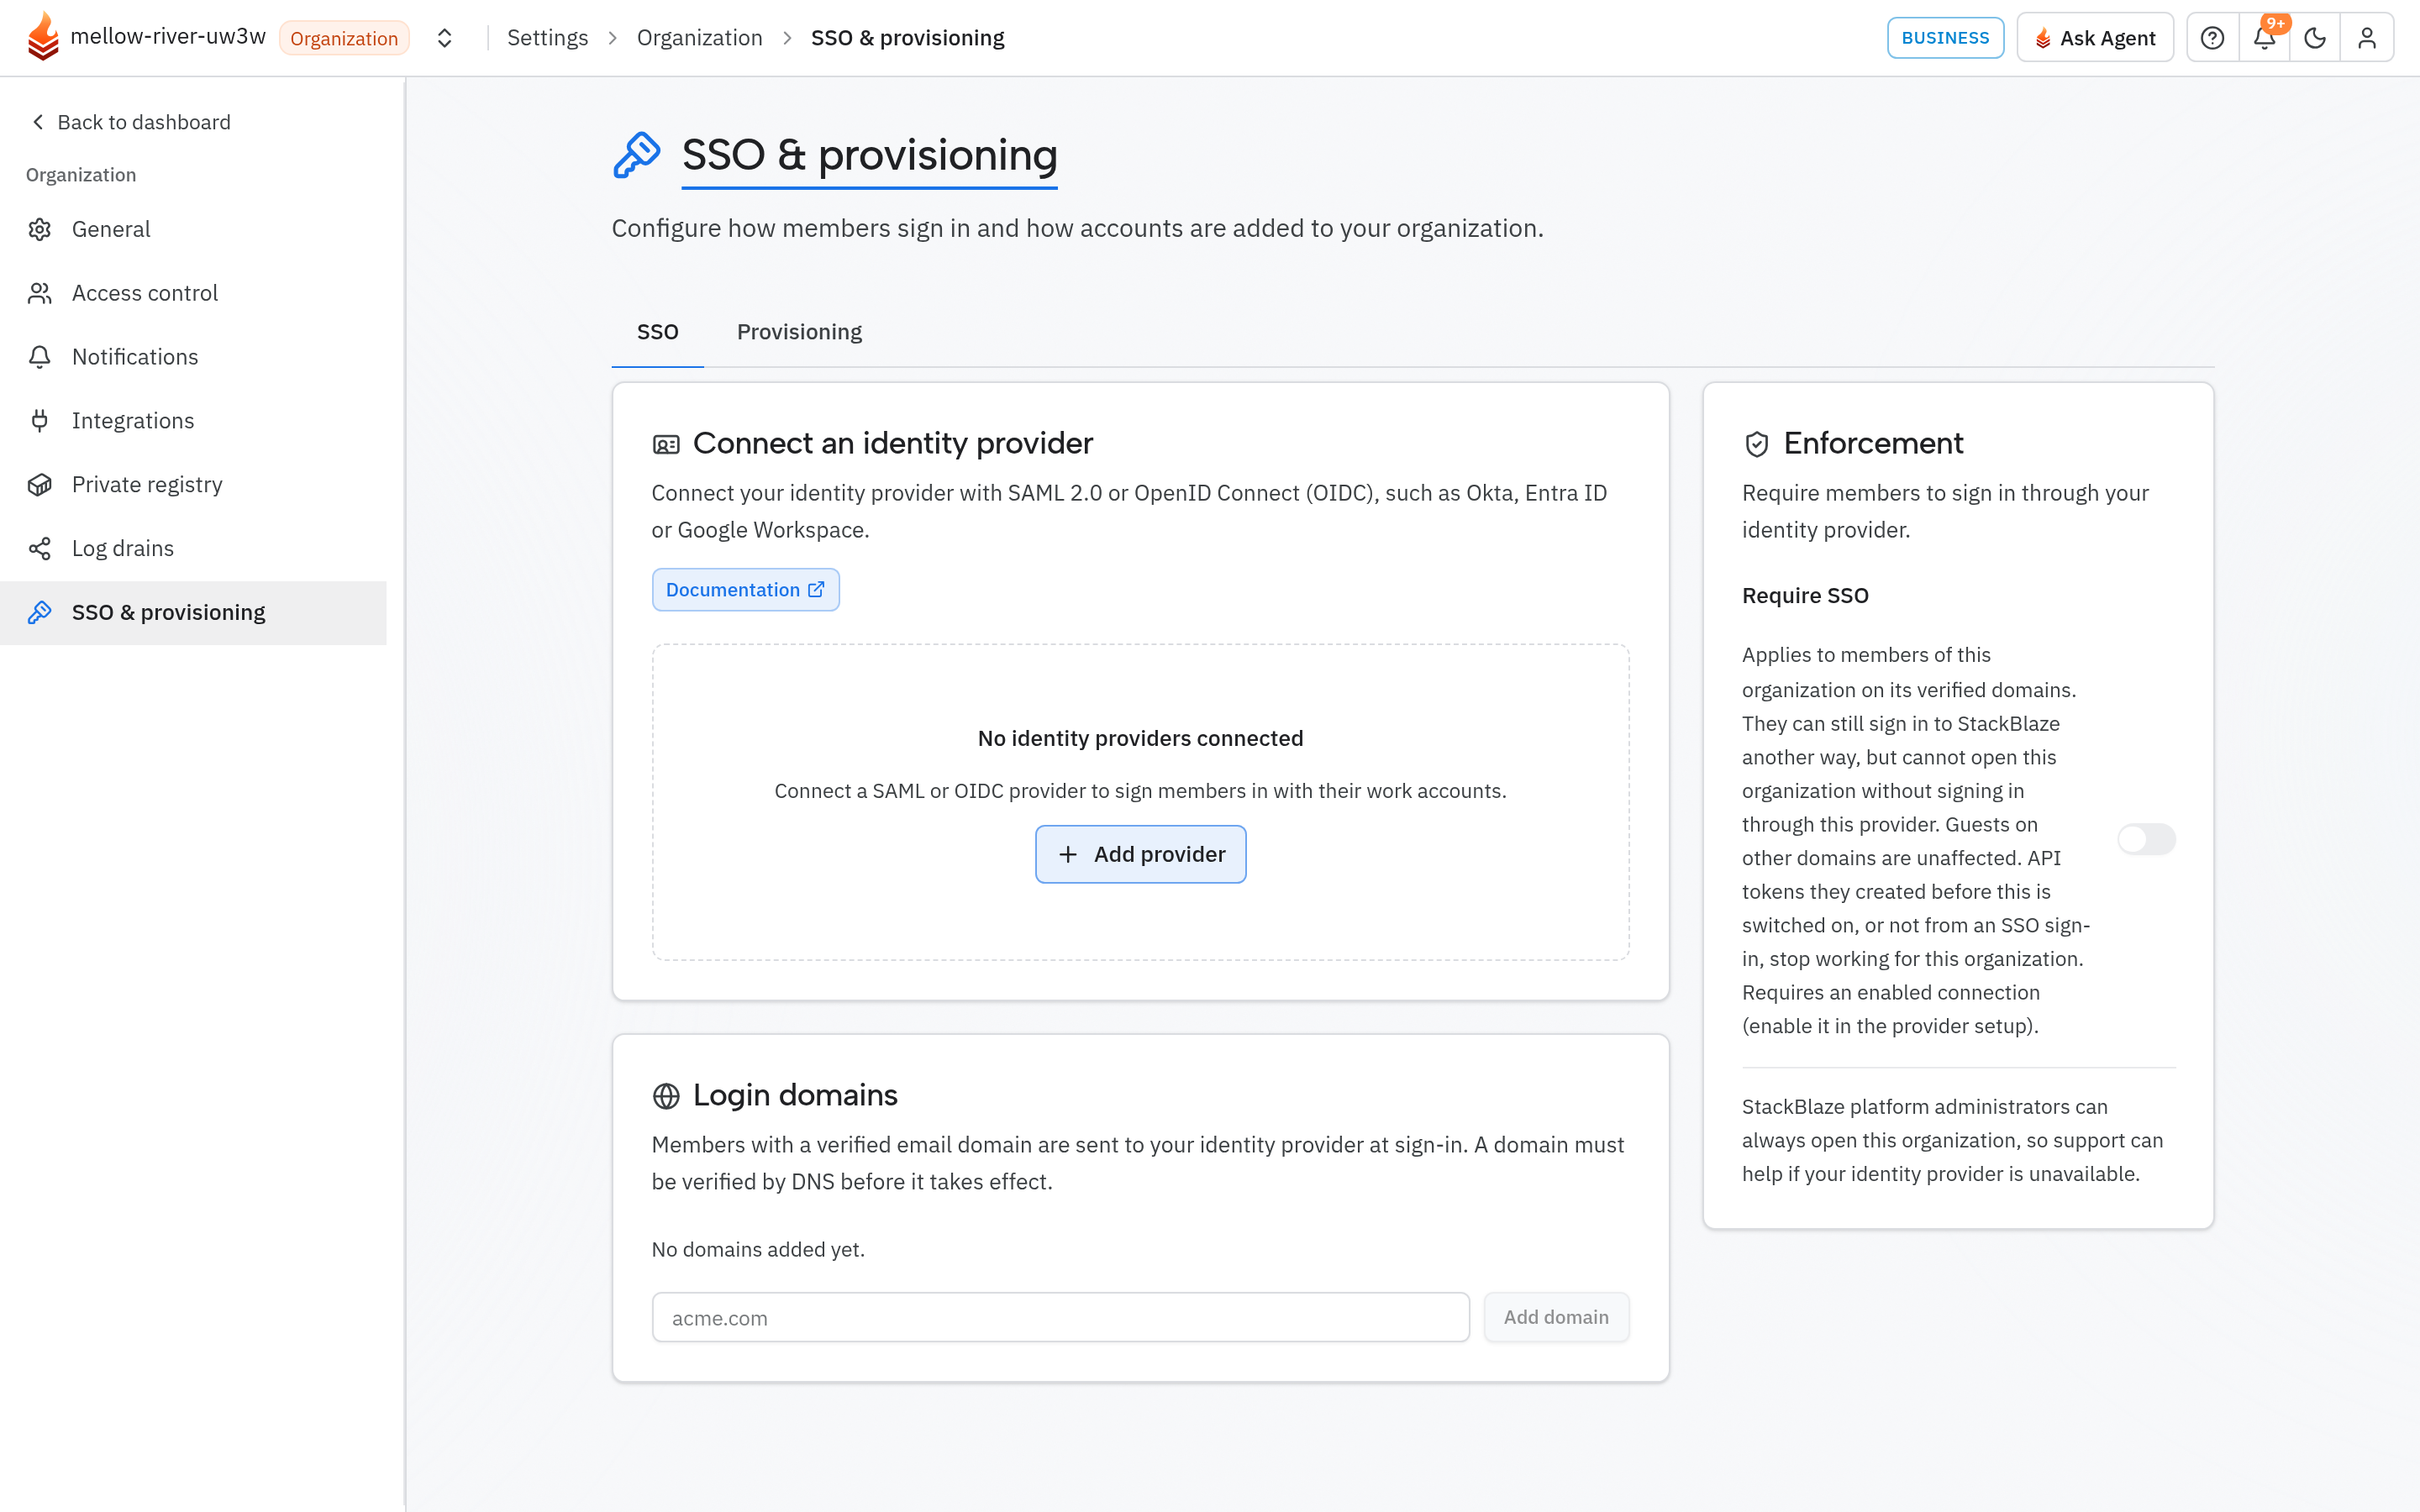 mellow-river-uw3w Organization Settings Organization SSO & provisioning BUSINESS Ask Agent 9+
Back to dashboard
Organization
General
Access control
Notifications
Integrations
Private registry
Log drains
SSO & provisioning
SSO & provisioning
Configure how members sign in and how accounts are added to your organization.
SSO Provisioning
Connect an identity provider
Connect your identity provider with SAML 2.0 or OpenID Connect (OIDC), such as Okta, Entra ID
or Google Workspace.
Documentation
No identity providers connected
Connect a SAML or OIDC provider to sign members in with their work accounts.
Add provider
Login domains
Members with a verified email domain are sent to your identity provider at sign-in. A domain must
be verified by DNS before it takes effect.
No domains added yet.
acme.com Add domain
Enforcement
Require members to sign in through your
identity provider.
Require SSO
Applies to members of this
organization on its verified domains.
They can still sign in to StackBlaze
another way, but cannot open this
organization without signing in
through this provider. Guests on
other domains are unaffected. API
tokens they created before this is
switched on, or not from an SSO sign-
in, stop working for this organization.
Requires an enabled connection
(enable it in the provider setup).
StackBlaze platform administrators can
always open this organization, so support can
help if your identity provider is unavailable.